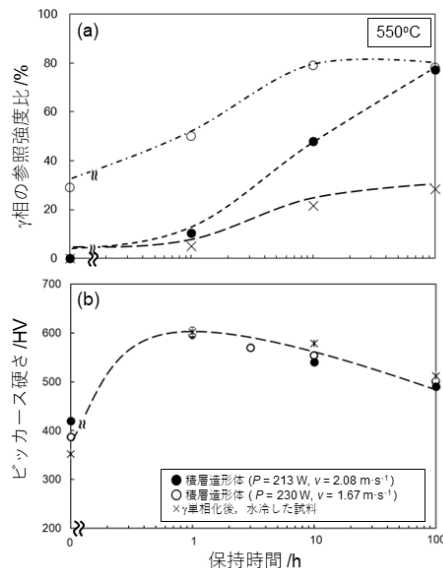 (a)
550°C
100
80
60
40
20
0
γ相の参照強度比/%
(b)
700
600
500
400
300
200
ビッカース硬さ/HV
● 積層造形体 (P = 213 W, v = 2.08 m·s⁻¹)
○ 積層造形体 (P = 230 W, v = 1.67 m·s⁻¹)
×γ単相化後,水冷した試料
0 1 10 100
保持時間 /h